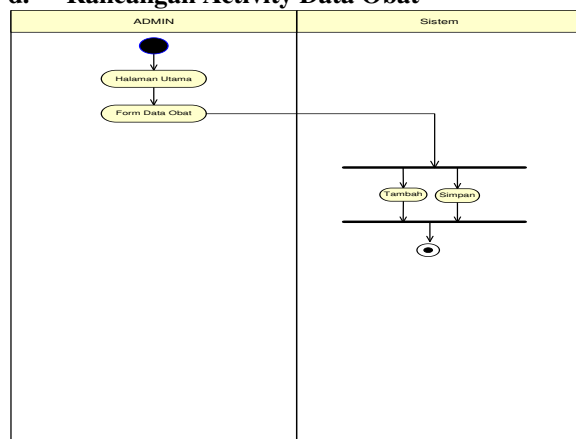 d. Rancangan Activity Data Obat
ADMIN Sistem
Halaman Utama
Form Data Obat
Tambah Simpan